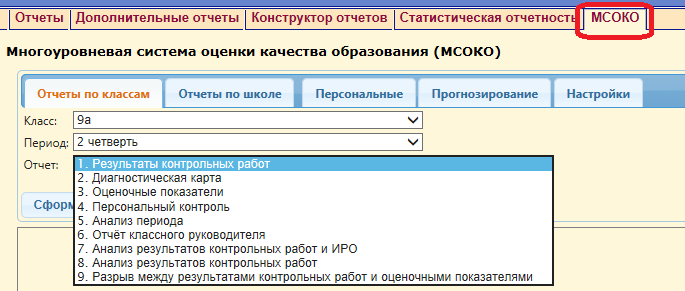 Отчеты Дополнительные отчеты Конструктор отчетов Статистическая отчетность МСОКО
Многоуровневая система оценки качества образования (МСОКО)
Отчеты по классам Отчеты по школе Персональные Прогнозирование Настройки
Класс: 9а
Период: 2 четверть
Отчет: 1. Результаты контрольных работ
2. Диагностическая карта
3. Оценочные показатели
4. Персональный контроль
5. Анализ периода
6. Отчёт классного руководителя
7. Анализ результатов контрольных работ и ИРО
8. Анализ результатов контрольных работ
9. Разрыв между результатами контрольных работ и оценочными показателями